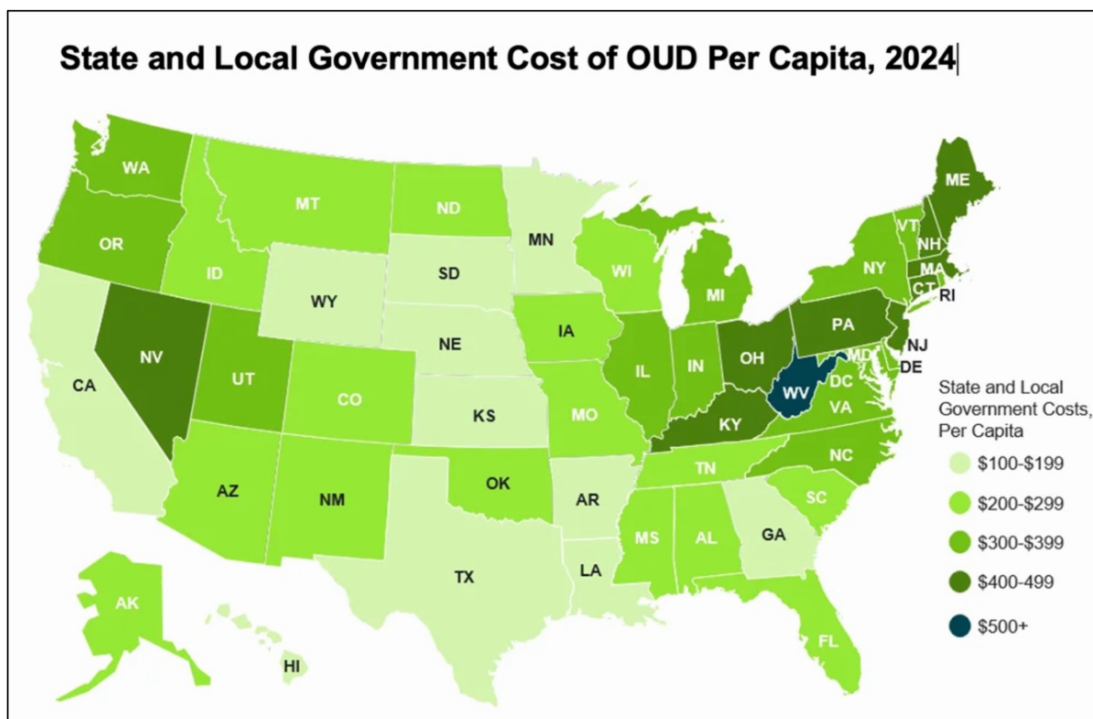 State and Local Government Cost of OUD Per Capita, 2024
WA
MT
ND
MN
ME
VT
NH
OR
ID
SD
WI
NY
MA
MI
CT
RI
WY
IA
PA
NV
NE
OH
NJ
IL
IN
MD
DE
CA
UT
CO
KS
MO
WV
DC
VA
KY
NC
TN
AZ
NM
OK
AR
SC
MS
AL
GA
TX
LA
AK
FL
HI
State and Local
Government Costs,
Per Capita
$100-$199
$200-$299
$300-$399
$400-499
$500+